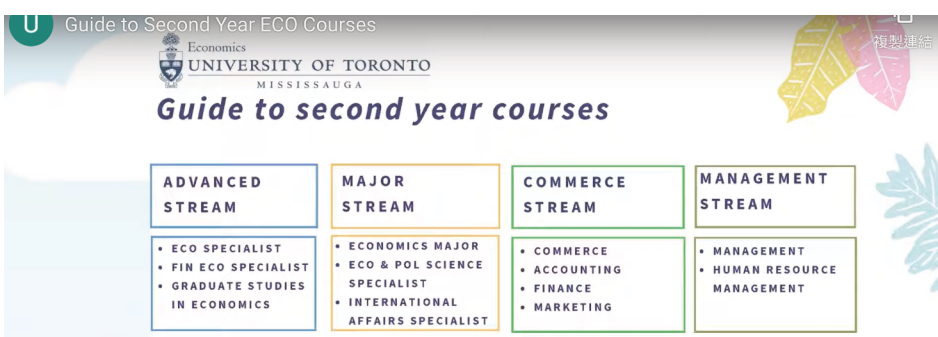 U
Guide to Second Year ECO Courses
複製連結
Economics
UNIVERSITY OF TORONTO
MISSISSAUGA
Guide to second year courses
ADVANCED
STREAM
• ECO SPECIALIST
• FIN ECO SPECIALIST
• GRADUATE STUDIES
IN ECONOMICS
MAJOR
STREAM
• ECONOMICS MAJOR
• ECO & POL SCIENCE
SPECIALIST
• INTERNATIONAL
AFFAIRS SPECIALIST
COMMERCE
STREAM
• COMMERCE
• ACCOUNTING
• FINANCE
• MARKETING
MANAGEMENT
STREAM
• MANAGEMENT
• HUMAN RESOURCE
MANAGEMENT